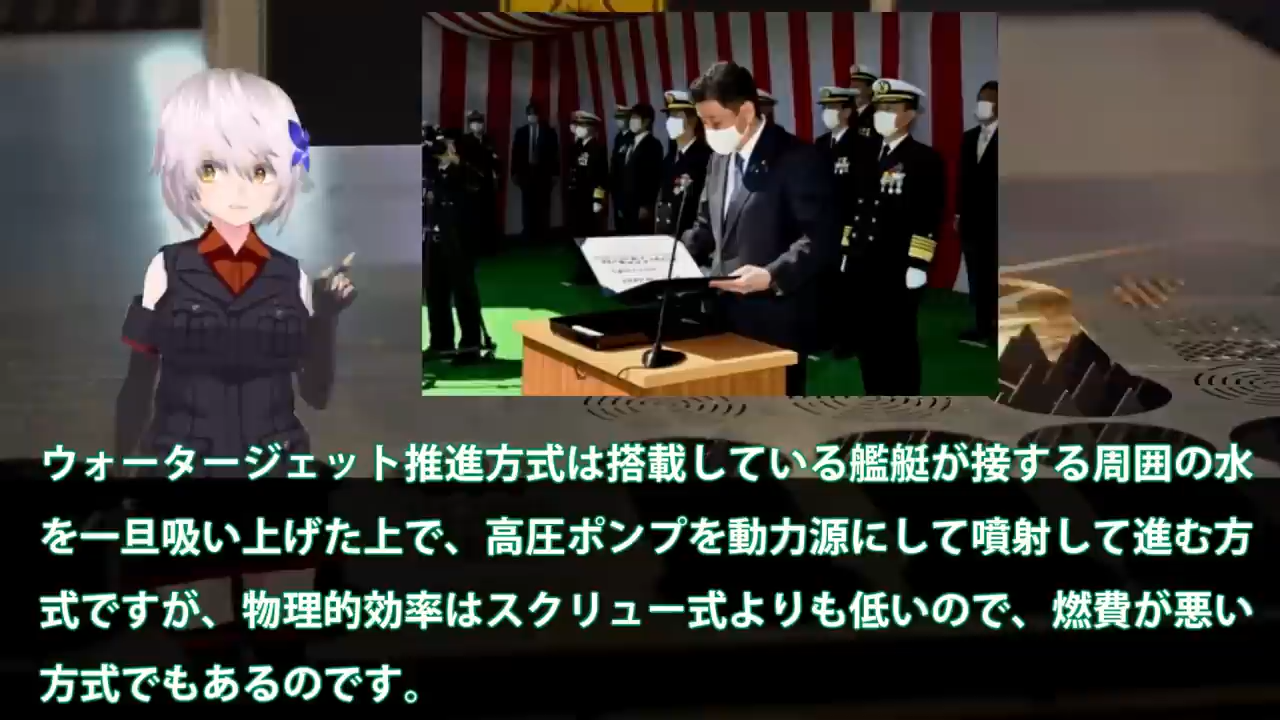 ウォータージェット推進方式は搭載している艦艇が接する周囲の水
を一旦吸い上げた上で、高圧ポンプを動力源にして噴射して進む方
式ですが、物理的効率はスクリュー式よりも低いので、燃費が悪い
方式でもあるのです。